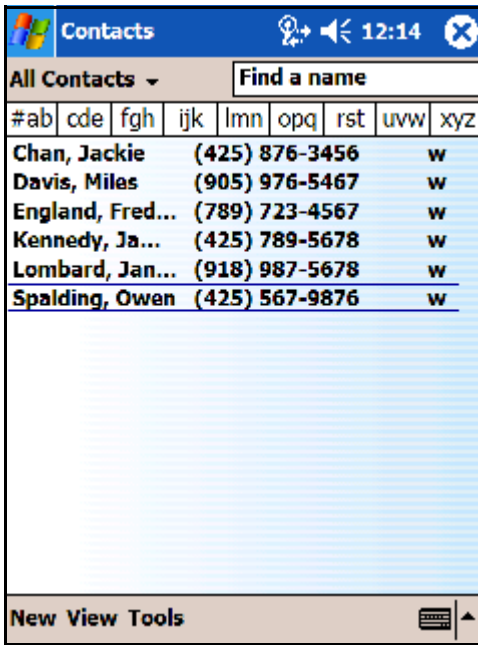 Contacts 12:14
All Contacts Find a name
#ab cde fgh ijk lmn opq rst uvw xyz
Chan, Jackie (425) 876-3456 w
Davis, Miles (905) 976-5467 w
England, Fred... (789) 723-4567 w
Kennedy, Ja... (425) 789-5678 w
Lombard, Jan... (918) 987-5678 w
Spalding, Owen (425) 567-9876 w
New View Tools